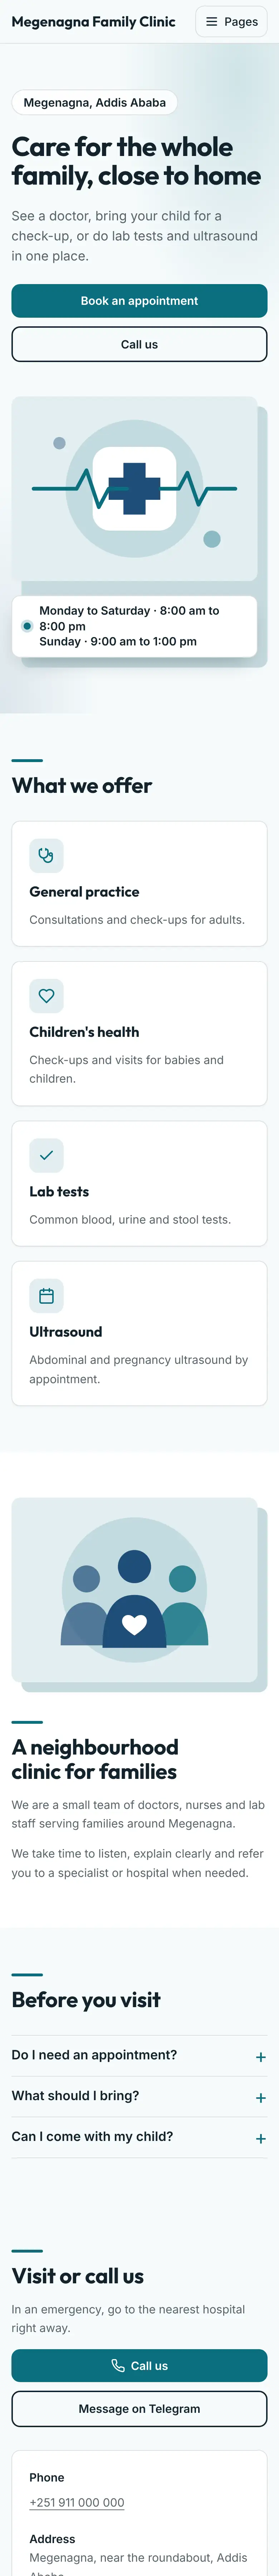 Megenagna Family Clinic
Pages
Megenagna, Addis Ababa
Care for the whole
family, close to home
See a doctor, bring your child for a
check-up, or do lab tests and ultrasound
in one place.
Book an appointment
Call us
Monday to Saturday · 8:00 am to
8:00 pm
Sunday · 9:00 am to 1:00 pm
What we offer
General practice
Consultations and check-ups for adults.
Children's health
Check-ups and visits for babies and
children.
Lab tests
Common blood, urine and stool tests.
Ultrasound
Abdominal and pregnancy ultrasound by
appointment.
A neighbourhood
clinic for families
We are a small team of doctors, nurses and lab
staff serving families around Megenagna.
We take time to listen, explain clearly and refer
you to a specialist or hospital when needed.
Before you visit
Do I need an appointment?
What should I bring?
Can I come with my child?
Visit or call us
In an emergency, go to the nearest hospital
right away.
Call us
Message on Telegram
Phone
+251 911 000 000
Address
Megenagna, near the roundabout, Addis